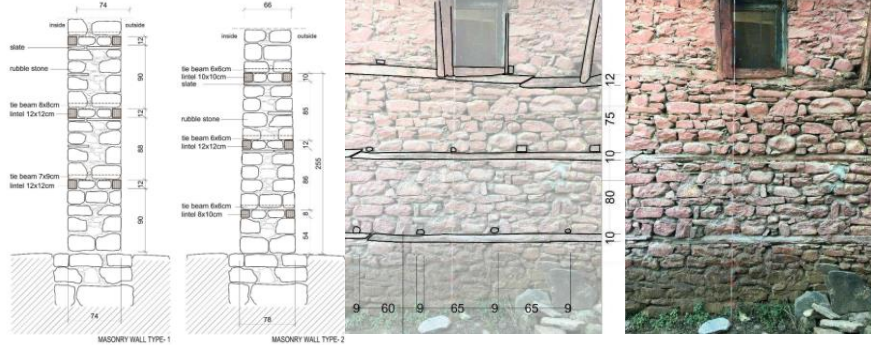 74
inside
outside
slate
12
rubble stone
90
tie beam 8x8cm
lintel 12x12cm
12
88
tie beam 7x9cm
lintel 12x12cm
12
90
74
MASONRY WALL TYPE- 1
66
inside
outside
tie beam 6x6cm
lintel 10x10cm
slate
10
85
rubble stone
tie beam 6x6cm
lintel 12x12cm
12
255
86
tie beam 6x6cm
lintel 8x10cm
8
54
78
MASONRY WALL TYPE- 2
12
75
10
80
10
9 60 9 65 9 65 9